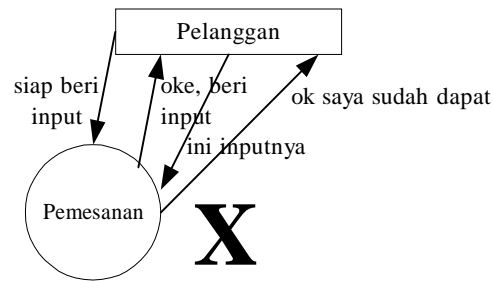 Pelanggan
siap beri
input
oke, beri
input
ini inputnya
ok saya sudah dapat
Pemesanan
X